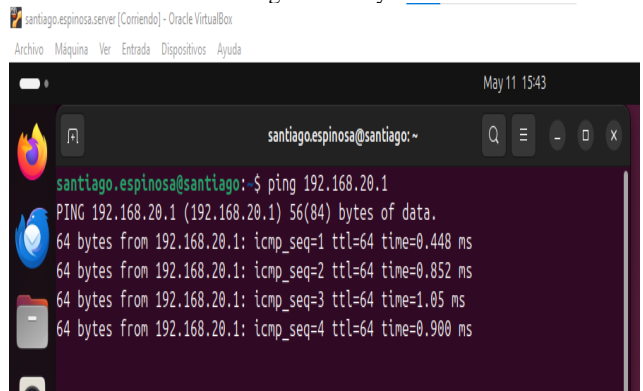 santiago.espinosa.server [Corriendo] - Oracle VirtualBox
Archivo Máquina Ver Entrada Dispositivos Ayuda
May 11 15:43
santiago.espinosa@santiago: ~
santiago.espinosa@santiago:~$ ping 192.168.20.1
PING 192.168.20.1 (192.168.20.1) 56(84) bytes of data.
64 bytes from 192.168.20.1: icmp_seq=1 ttl=64 time=0.448 ms
64 bytes from 192.168.20.1: icmp_seq=2 ttl=64 time=0.852 ms
64 bytes from 192.168.20.1: icmp_seq=3 ttl=64 time=1.05 ms
64 bytes from 192.168.20.1: icmp_seq=4 ttl=64 time=0.900 ms